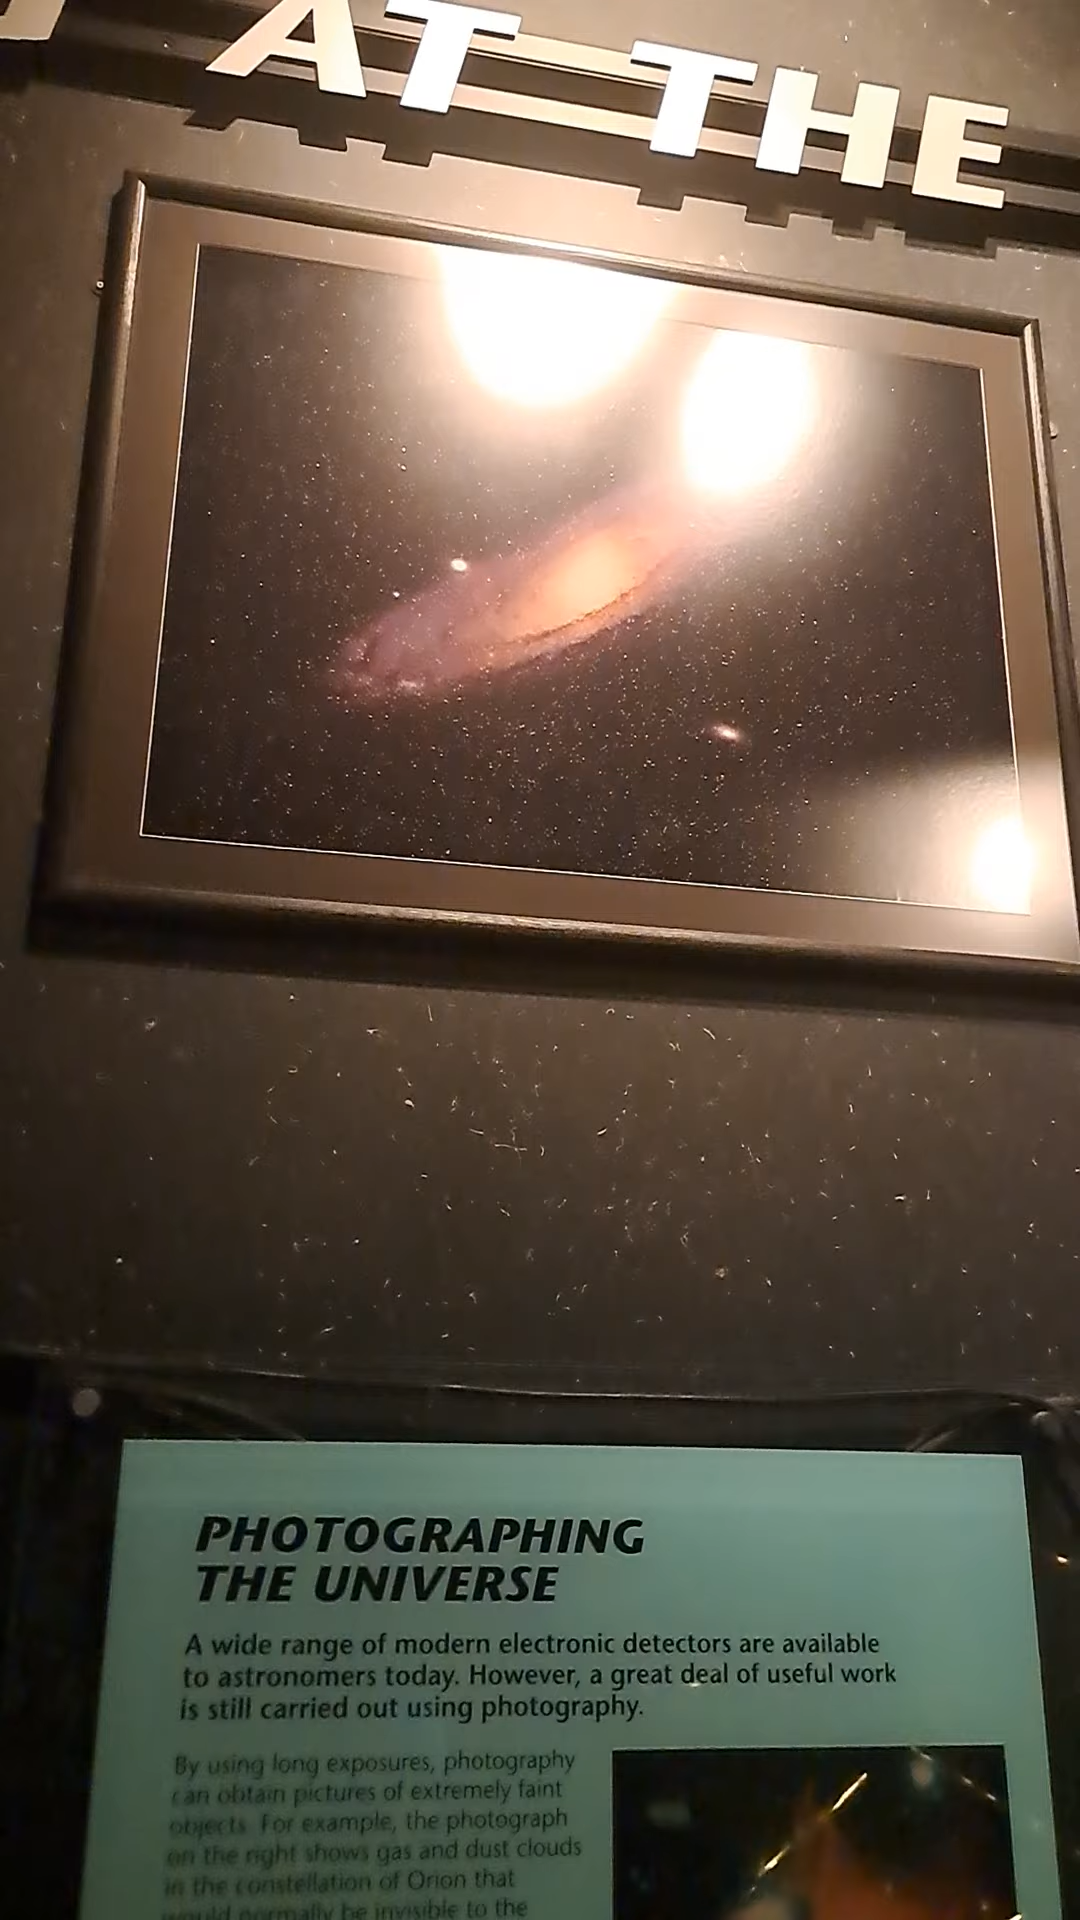 AT THE
PHOTOGRAPHING
THE UNIVERSE
A wide range of modern electronic detectors are available
to astronomers today. However, a great deal of useful work
is still carried out using photography.
By using long exposures, photography
can obtain pictures of extremely faint
objects. For example, the photograph
on the right shows gas and dust clouds
in the constellation of Orion that
would normally be invisible to the